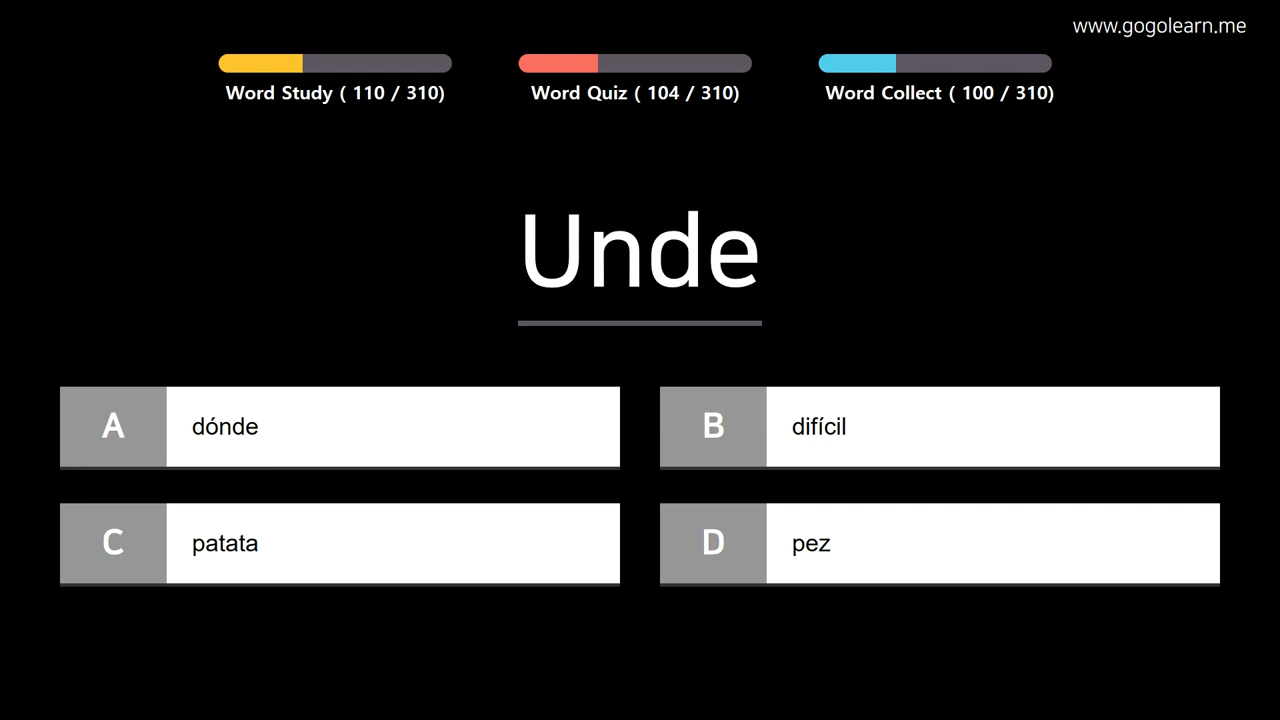 www.gogolearn.me
Word Study ( 110 / 310)
Word Quiz ( 104 / 310)
Word Collect ( 100 / 310)
Unde
A dónde
B difícil
C patata
D pez